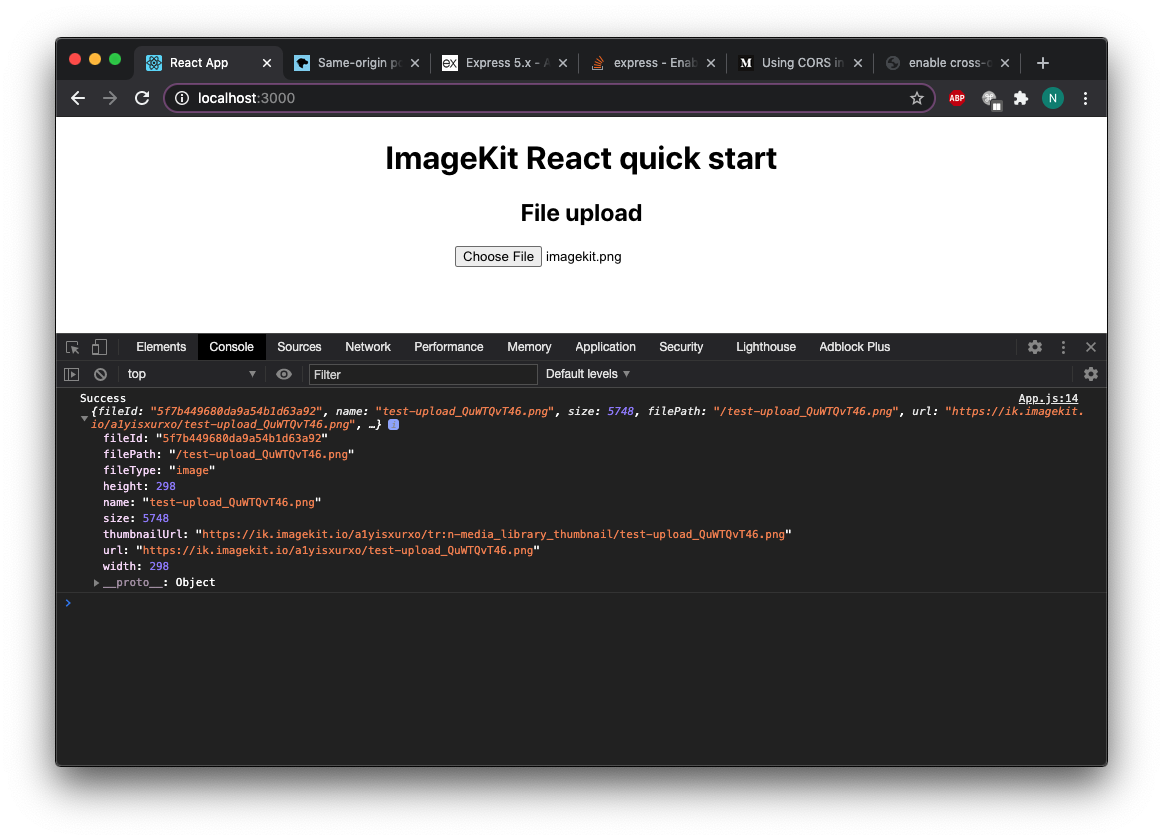 React App
Same-origin po
Express 5.x - A
express - Enab
Using CORS in
enable cross-o
localhost:3000
ABP
N
ImageKit React quick start
File upload
Choose File imagekit.png
Elements Console Sources Network Performance Memory Application Security Lighthouse Adblock Plus
top Filter Default levels
Success App.js:14
{fileId: "5f7b449680da9a54b1d63a92", name: "test-upload_QuWTQvT46.png", size: 5748, filePath: "/test-upload_QuWTQvT46.png", url: "https://ik.imagekit.
io/a1yisxurxo/test-upload_QuWTQvT46.png", …} i
fileId: "5f7b449680da9a54b1d63a92"
filePath: "/test-upload_QuWTQvT46.png"
fileType: "image"
height: 298
name: "test-upload_QuWTQvT46.png"
size: 5748
thumbnailUrl: "https://ik.imagekit.io/a1yisxurxo/tr:n-media_library_thumbnail/test-upload_QuWTQvT46.png"
url: "https://ik.imagekit.io/a1yisxurxo/test-upload_QuWTQvT46.png"
width: 298
__proto__: Object